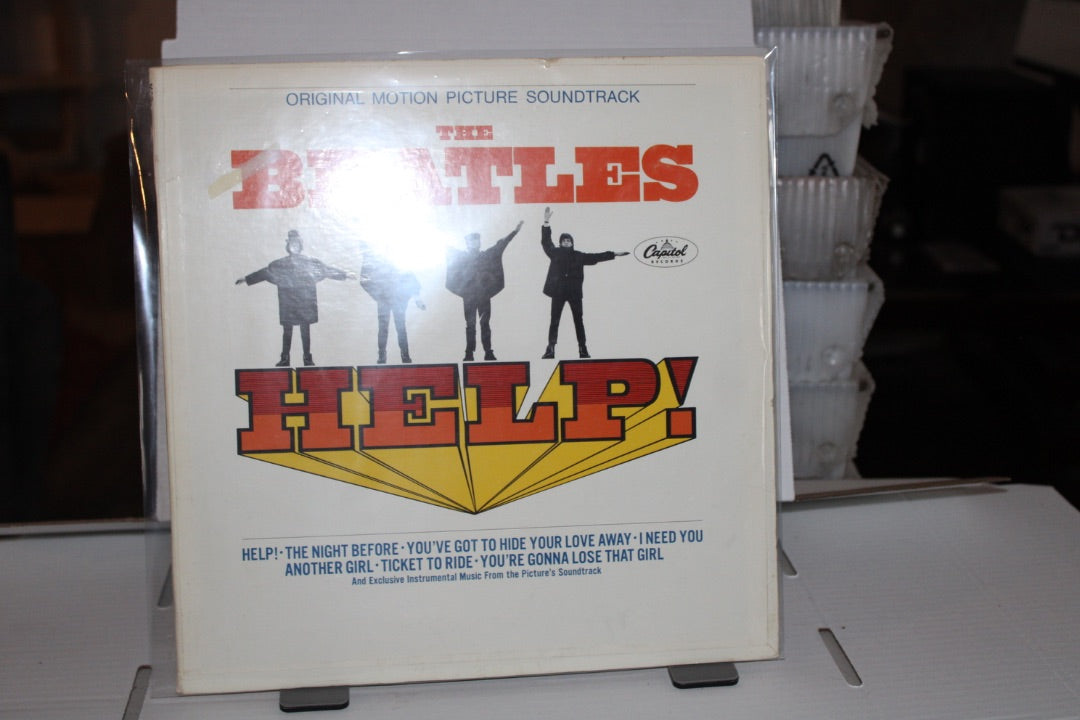 ORIGINAL MOTION PICTURE SOUNDTRACK
THE
BEATLES
Capitol
RECORDS
HELP!
HELP! · THE NIGHT BEFORE · YOU'VE GOT TO HIDE YOUR LOVE AWAY · I NEED YOU
ANOTHER GIRL · TICKET TO RIDE · YOU'RE GONNA LOSE THAT GIRL
And Exclusive Instrumental Music From the Picture's Soundtrack